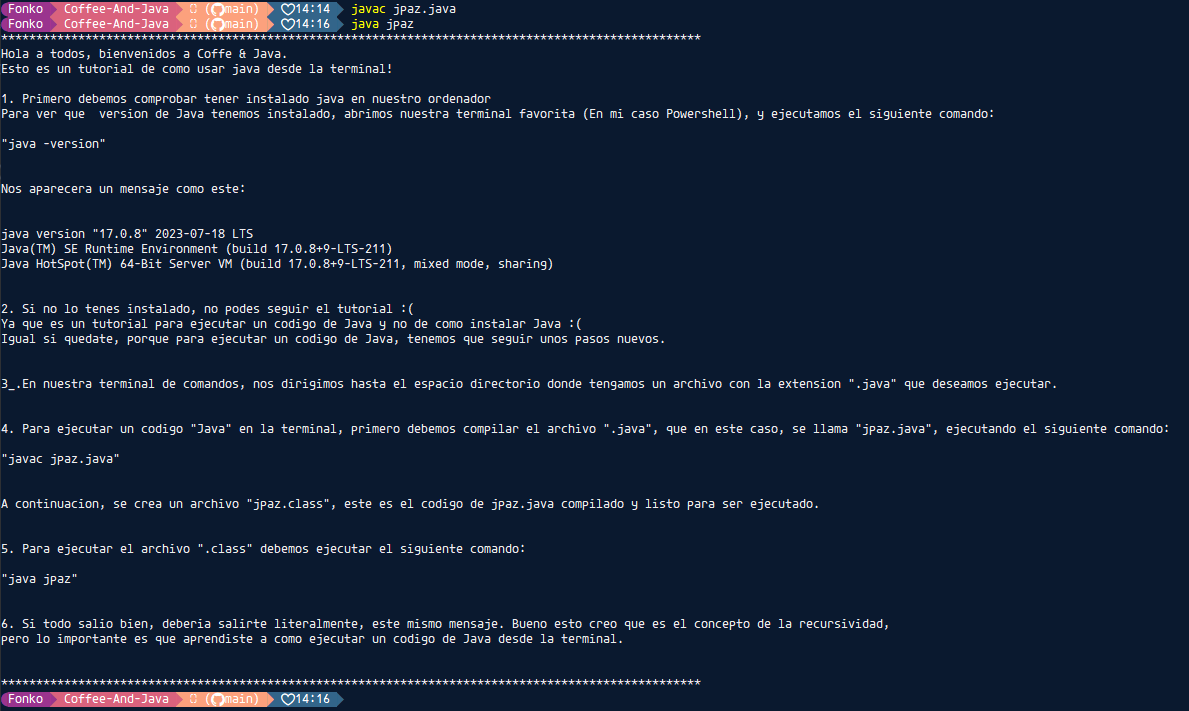 Fonko Coffee-And-Java (main) 14:14 javac jpaz.java
Fonko Coffee-And-Java (main) 14:16 java jpaz
****************************************************************************************************
Hola a todos, bienvenidos a Coffe & Java.
Esto es un tutorial de como usar java desde la terminal!
1. Primero debemos comprobar tener instalado java en nuestro ordenador
Para ver que  version de Java tenemos instalado, abrimos nuestra terminal favorita (En mi caso Powershell), y ejecutamos el siguiente comando:
"java -version"
Nos aparecera un mensaje como este:
java version "17.0.8" 2023-07-18 LTS
Java(TM) SE Runtime Environment (build 17.0.8+9-LTS-211)
Java HotSpot(TM) 64-Bit Server VM (build 17.0.8+9-LTS-211, mixed mode, sharing)
2. Si no lo tenes instalado, no podes seguir el tutorial :(
Ya que es un tutorial para ejecutar un codigo de Java y no de como instalar Java :(
Igual si quedate, porque para ejecutar un codigo de Java, tenemos que seguir unos pasos nuevos.
3_.En nuestra terminal de comandos, nos dirigimos hasta el espacio directorio donde tengamos un archivo con la extension ".java" que deseamos ejecutar.
4. Para ejecutar un codigo "Java" en la terminal, primero debemos compilar el archivo ".java", que en este caso, se llama "jpaz.java", ejecutando el siguiente comando:
"javac jpaz.java"
A continuacion, se crea un archivo "jpaz.class", este es el codigo de jpaz.java compilado y listo para ser ejecutado.
5. Para ejecutar el archivo ".class" debemos ejecutar el siguiente comando:
"java jpaz"
6. Si todo salio bien, deberia salirte literalmente, este mismo mensaje. Bueno esto creo que es el concepto de la recursividad,
pero lo importante es que aprendiste a como ejecutar un codigo de Java desde la terminal.
****************************************************************************************************
Fonko Coffee-And-Java (main) 14:16